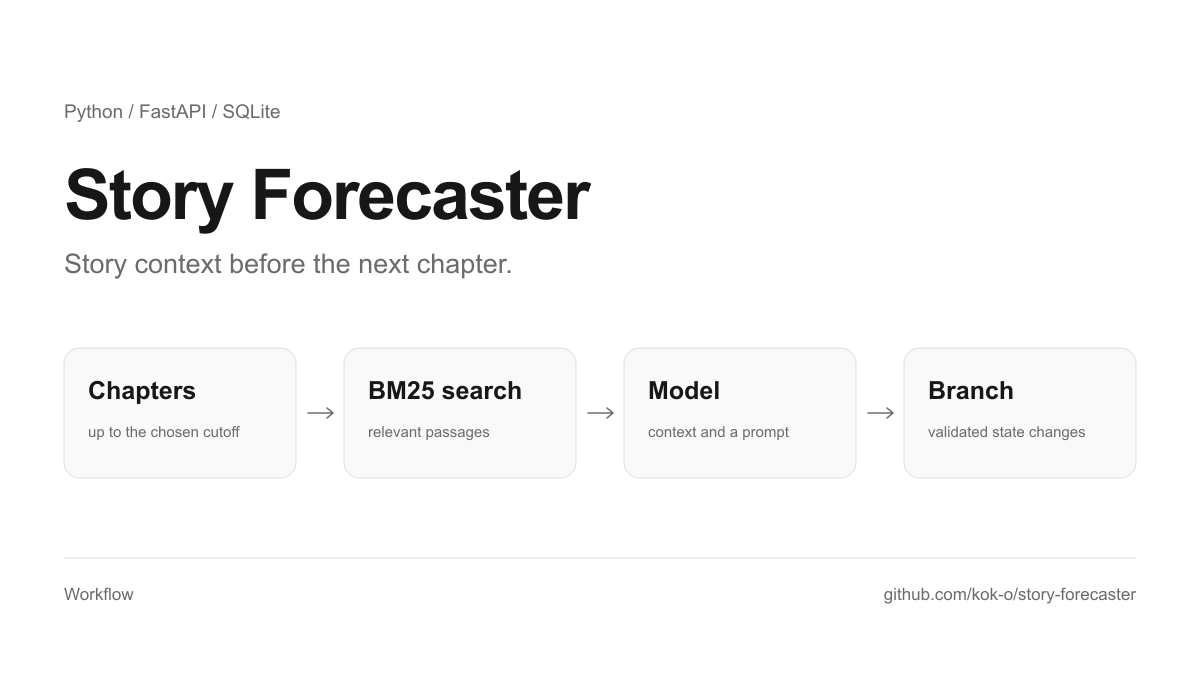 Python / FastAPI / SQLite
Story Forecaster
Story context before the next chapter.
Chapters
up to the chosen cutoff
BM25 search
relevant passages
Model
context and a prompt
Branch
validated state changes
Workflow
github.com/kok-o/story-forecaster